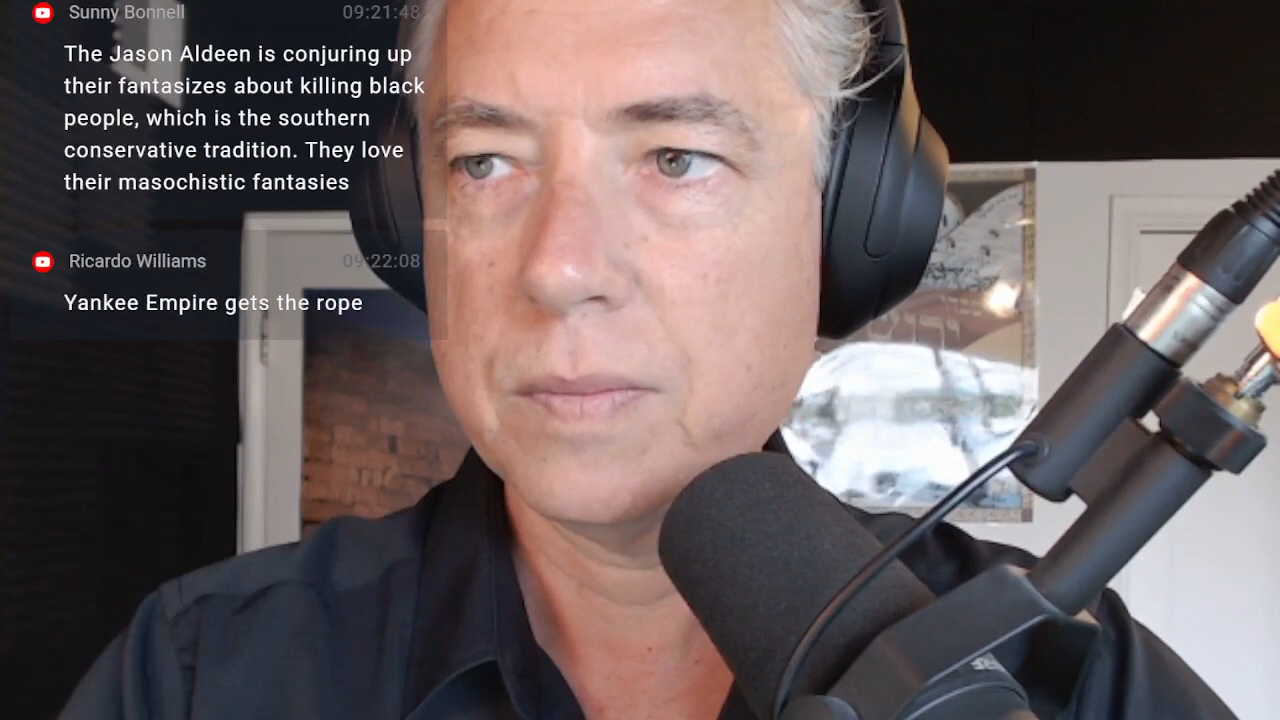 Sunny Bonnell 09:21:48
The Jason Aldeen is conjuring up
their fantasizes about killing black
people, which is the southern
conservative tradition. They love
their masochistic fantasies
Ricardo Williams 09:22:08
Yankee Empire gets the rope